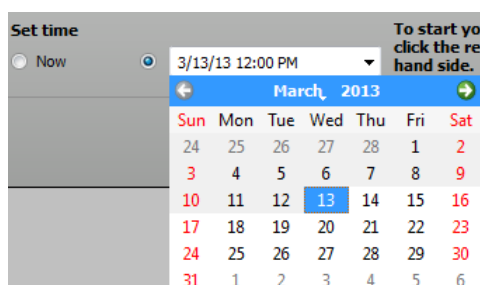 Set time
To start yo
click the re
hand side.
Now
3/13/13 12:00 PM
March, 2013
Sun Mon Tue Wed Thu Fri Sat
24 25 26 27 28 1 2
3 4 5 6 7 8 9
10 11 12 13 14 15 16
17 18 19 20 21 22 23
24 25 26 27 28 29 30
31 1 2 3 4 5 6